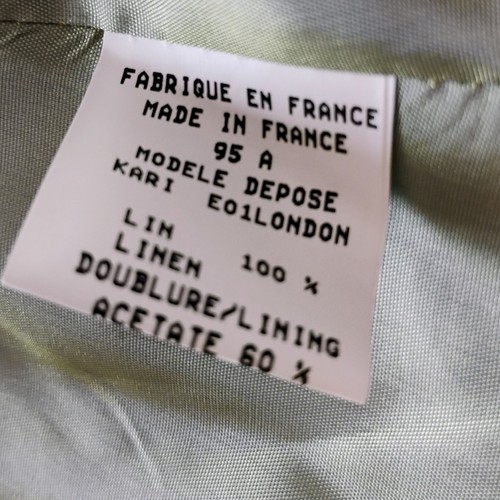 FABRIQUE EN FRANCE
MADE IN FRANCE
95 A
MODELE DEPOSE
KARI E01LONDON
LIN
LINEN 100 %
DOUBLURE/LINING
ACETATE 60 %